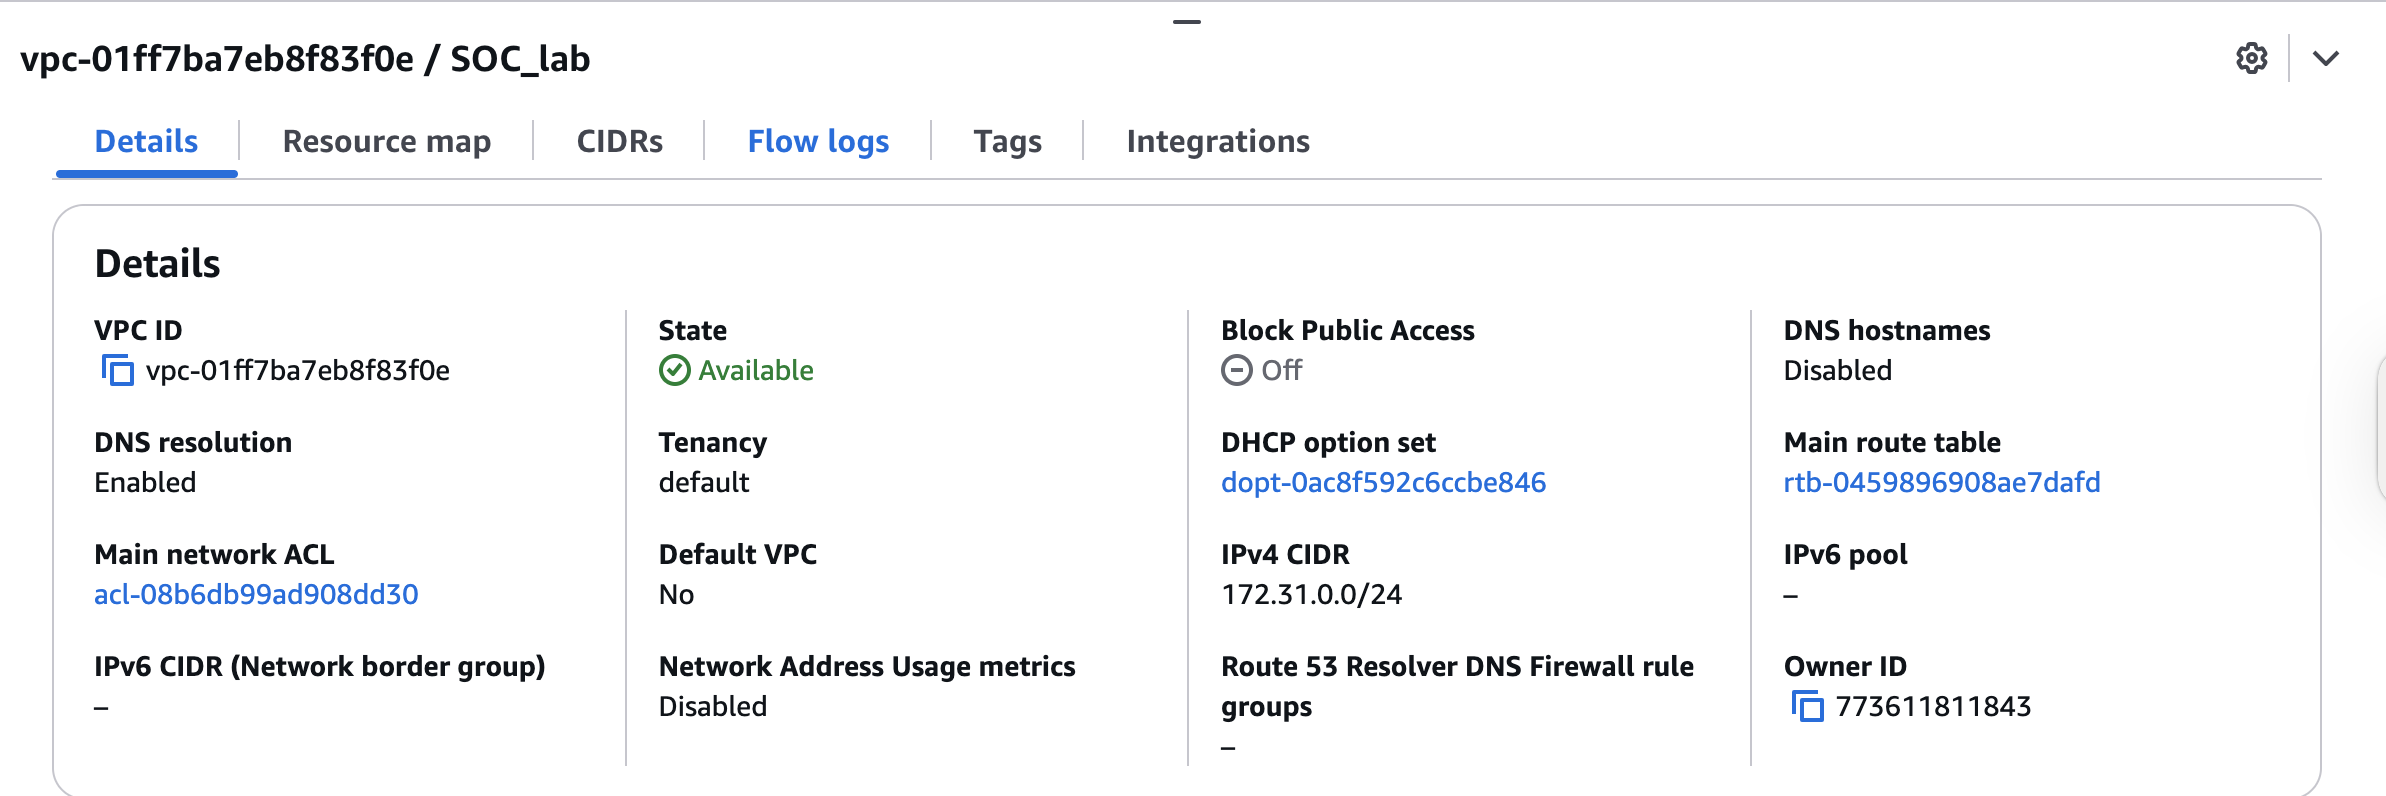 vpc-01ff7ba7eb8f83f0e / SOC_lab
Details
Resource map
CIDRs
Flow logs
Tags
Integrations
Details
VPC ID
vpc-01ff7ba7eb8f83f0e
State
Available
Block Public Access
Off
DNS hostnames
Disabled
DNS resolution
Enabled
Tenancy
default
DHCP option set
dopt-0ac8f592c6ccbe846
Main route table
rtb-0459896908ae7dafd
Main network ACL
acl-08b6db99ad908dd30
Default VPC
No
IPv4 CIDR
172.31.0.0/24
IPv6 pool
–
IPv6 CIDR (Network border group)
–
Network Address Usage metrics
Disabled
Route 53 Resolver DNS Firewall rule
groups
–
Owner ID
773611811843